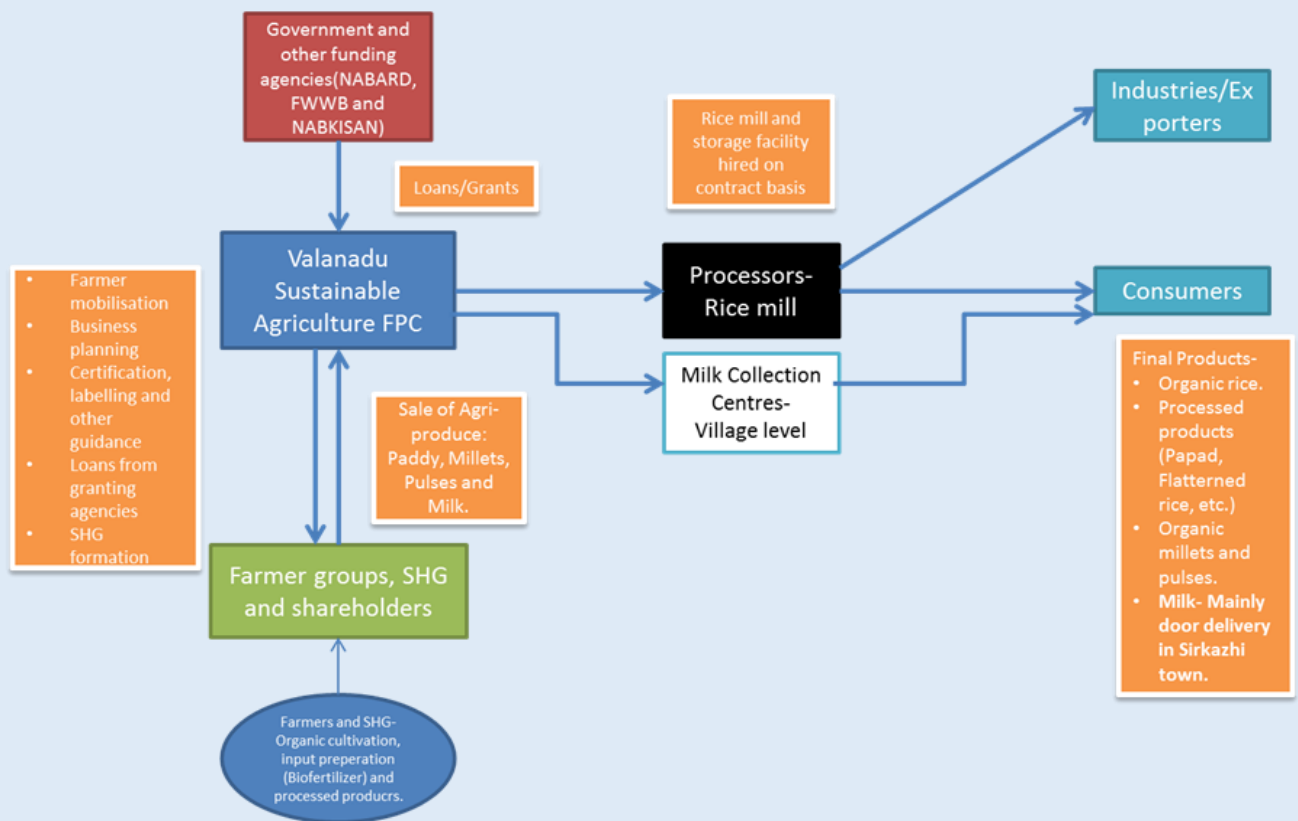 Government and
other funding
agencies(NABARD,
FWWB and
NABKISAN)
Loans/Grants
Rice mill and
storage facility
hired on
contract basis
Industries/Ex
porters
• Farmer
mobilisation
• Business
planning
• Certification,
labelling and
other
guidance
• Loans from
granting
agencies
• SHG
formation
Valanadu
Sustainable
Agriculture FPC
Processors-
Rice mill
Consumers
Milk Collection
Centres-
Village level
Sale of Agri-
produce:
Paddy, Millets,
Pulses and
Milk.
Final Products-
• Organic rice.
• Processed
products
(Papad,
Flatterned
rice, etc.)
• Organic
millets and
pulses.
• Milk- Mainly
door delivery
in Sirkazhi
town.
Farmer groups, SHG
and shareholders
Farmers and SHG-
Organic cultivation,
input preperation
(Biofertilizer) and
processed producrs.